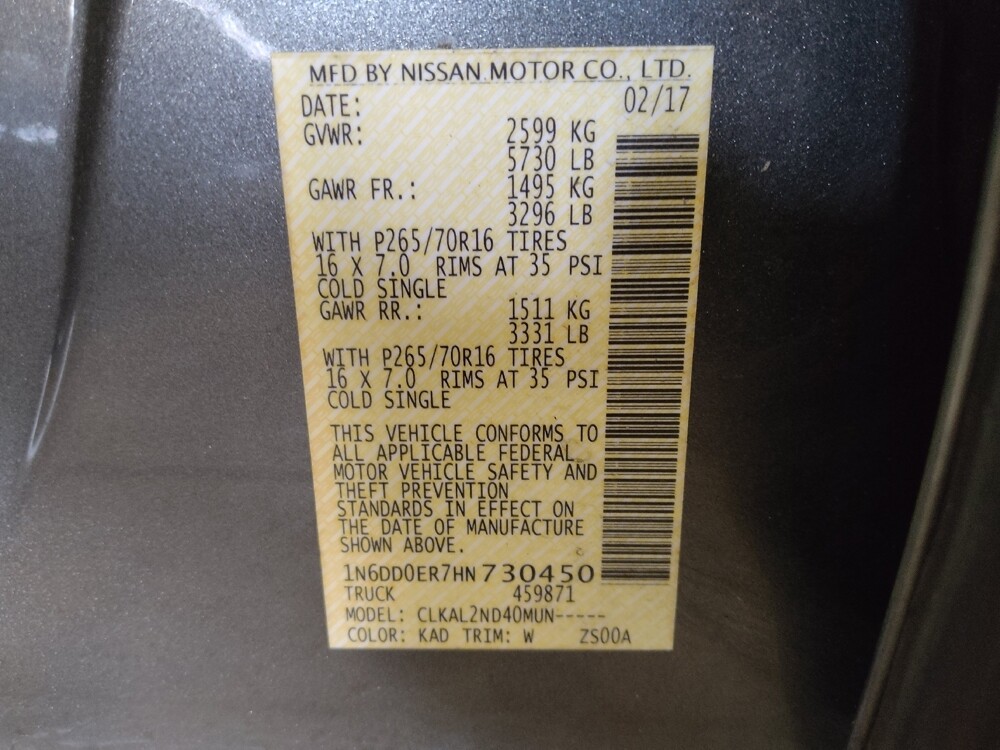 MFD BY NISSAN MOTOR CO., LTD.
DATE: 02/17
GVWR: 2599 KG
5730 LB
GAWR FR.: 1495 KG
3296 LB
WITH P265/70R16 TIRES
16 X 7.0 RIMS AT 35 PSI
COLD SINGLE
GAWR RR.: 1511 KG
3331 LB
WITH P265/70R16 TIRES
16 X 7.0 RIMS AT 35 PSI
COLD SINGLE
THIS VEHICLE CONFORMS TO
ALL APPLICABLE FEDERAL
MOTOR VEHICLE SAFETY AND
THEFT PREVENTION
STANDARDS IN EFFECT ON
THE DATE OF MANUFACTURE
SHOWN ABOVE.
1N6DD0ER7HN730450
TRUCK 459871
MODEL: CLKAL2ND40MUN-----
COLOR: KAD TRIM: W ZS00A